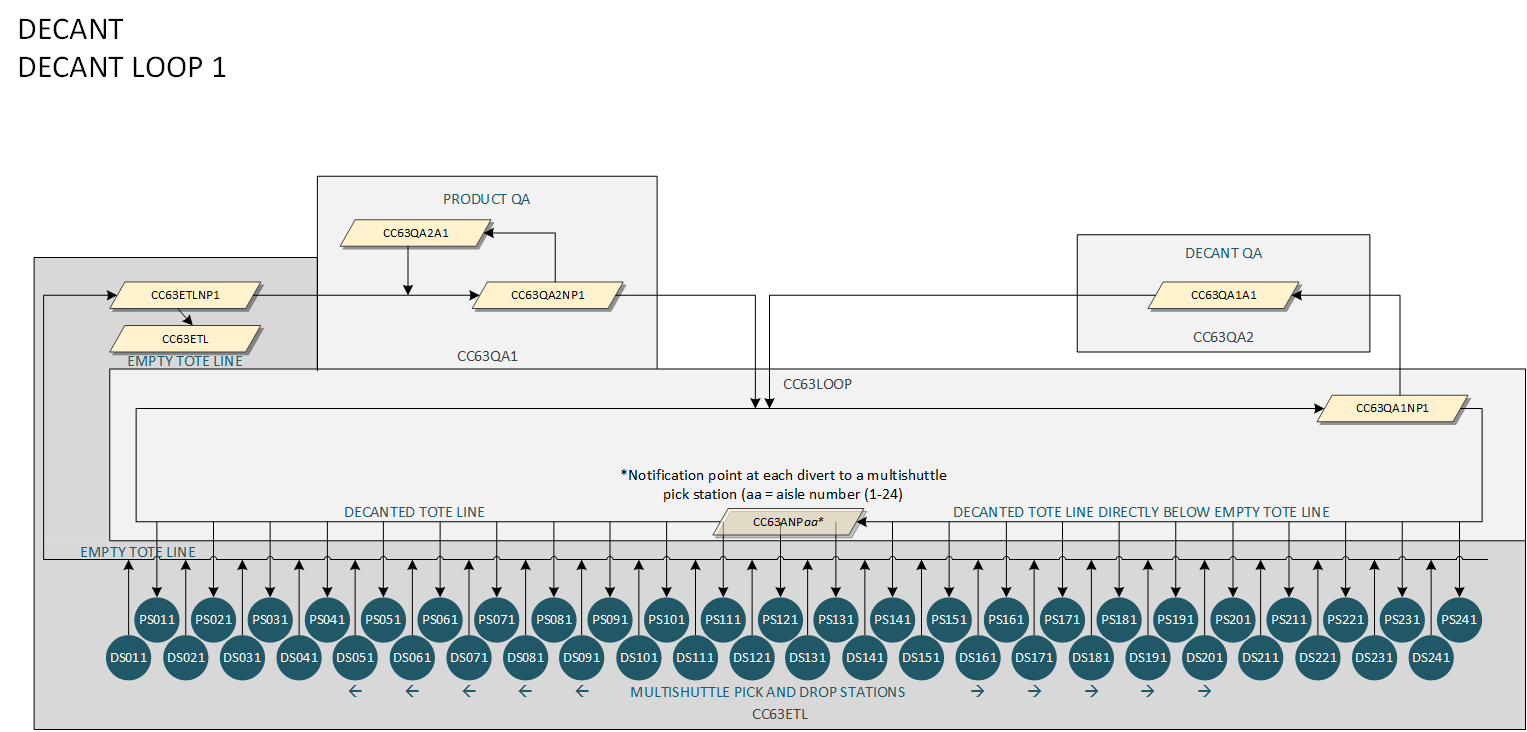 DECANT
DECANT LOOP 1
PRODUCT QA
CC63QA2A1
DECANT QA
CC63ETLNP1
CC63QA2NP1
CC63QA1A1
CC63ETL
CC63QA2
EMPTY TOTE LINE
CC63QA1
CC63LOOP
CC63QA1NP1
*Notification point at each divert to a multishuttle
pick station (aa = aisle number (1-24)
DECANTED TOTE LINE
CC63ANPaa*
DECANTED TOTE LINE DIRECTLY BELOW EMPTY TOTE LINE
EMPTY TOTE LINE
PS011 PS021 PS031 PS041 PS051 PS061 PS071 PS081 PS091 PS101 PS111 PS121 PS131 PS141 PS151 PS161 PS171 PS181 PS191 PS201 PS211 PS221 PS231 PS241
DS011 DS021 DS031 DS041 DS051 DS061 DS071 DS081 DS091 DS101 DS111 DS121 DS131 DS141 DS151 DS161 DS171 DS181 DS191 DS201 DS211 DS221 DS231 DS241
MULTISHUTTLE PICK AND DROP STATIONS
CC63ETL